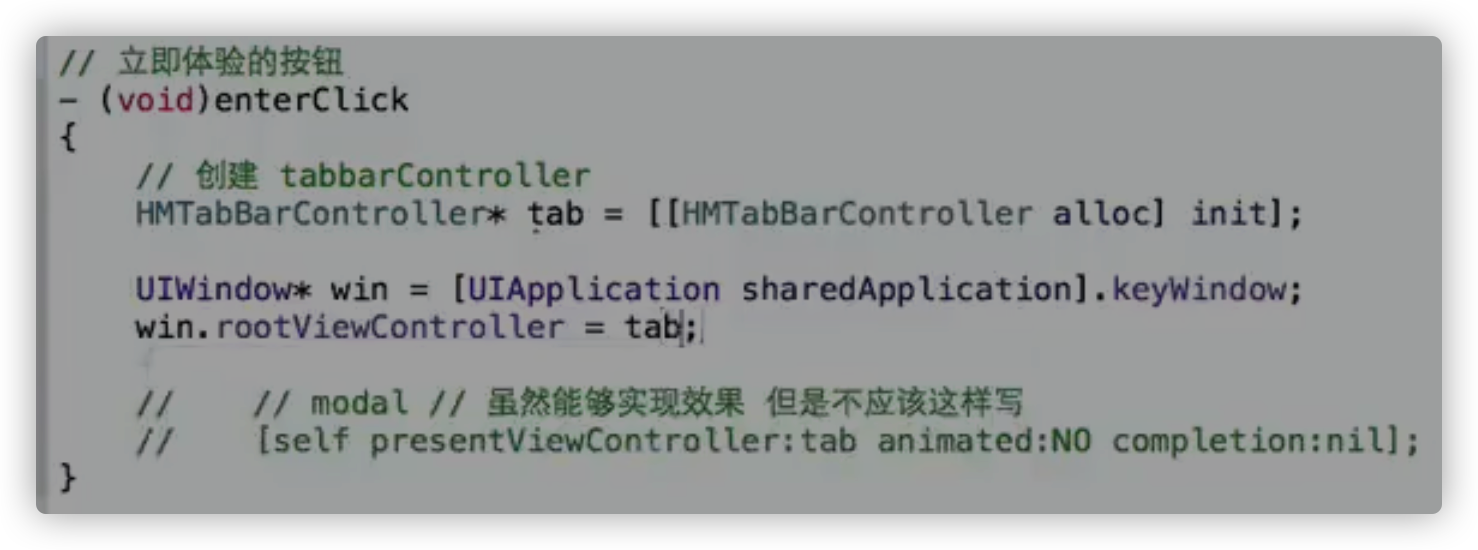 // 立即体验的按钮
- (void)enterClick
{
// 创建 tabbarController
HMTabBarController* tab = [[HMTabBarController alloc] init];
UIWindow* win = [UIApplication sharedApplication].keyWindow;
win.rootViewController = tab;
// // modal // 虽然能够实现效果 但是不应该这样写
// [self presentViewController:tab animated:NO completion:nil];
}